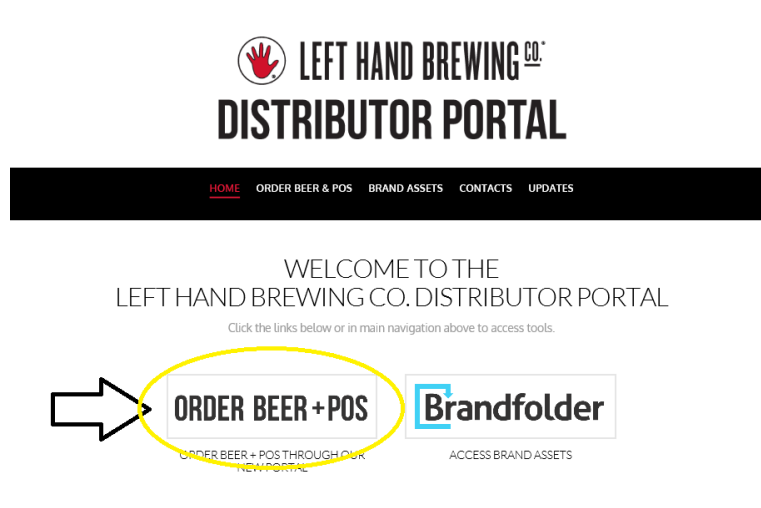 LEFT HAND BREWING CO.
DISTRIBUTOR PORTAL
HOME ORDER BEER & POS BRAND ASSETS CONTACTS UPDATES
WELCOME TO THE
LEFT HAND BREWING CO. DISTRIBUTOR PORTAL
Click the links below or in main navigation above to access tools.
ORDER BEER + POS
Brandfolder
ORDER BEER + POS THROUGH OUR
NEW PORTAL
ACCESS BRAND ASSETS